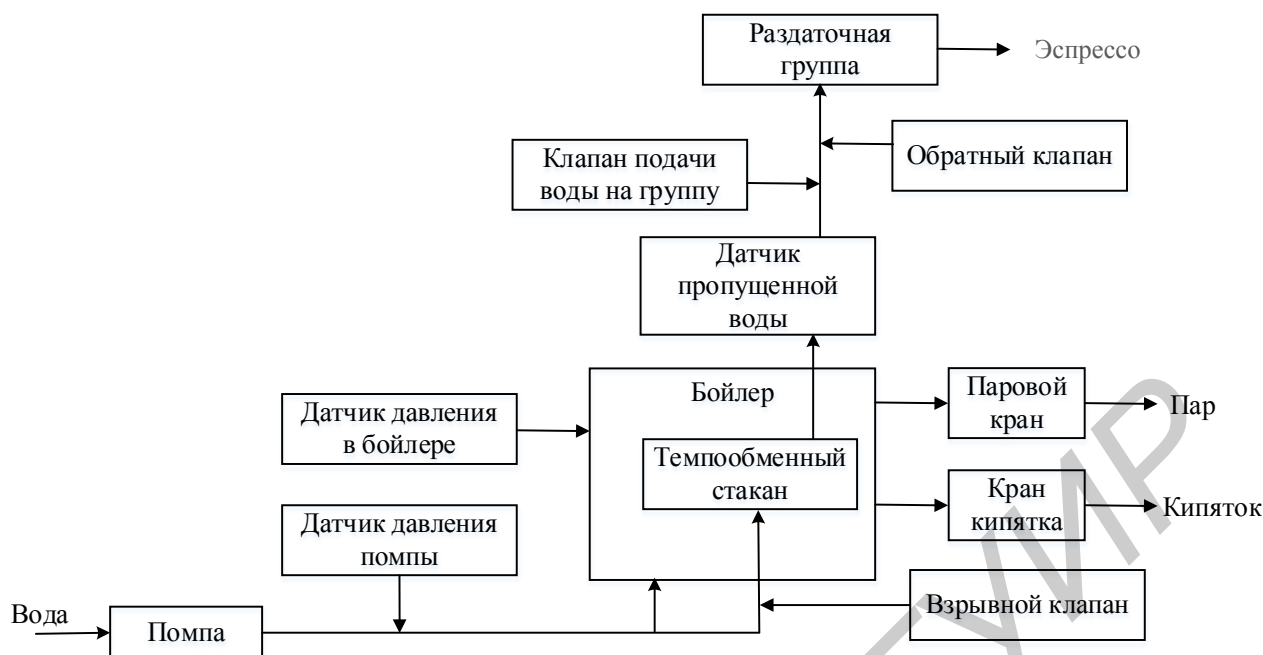 Раздаточная
группа
Эспрессо
Клапан подачи
воды на группу
Обратный клапан
Датчик
пропущенной
воды
Бойлер
Датчик давления
в бойлере
Паровой
кран
Пар
Темпообменный
стакан
Кран
кипятка
Кипяток
Датчик давления
помпы
Взрывной клапан
Вода
Помпа
ГУИР